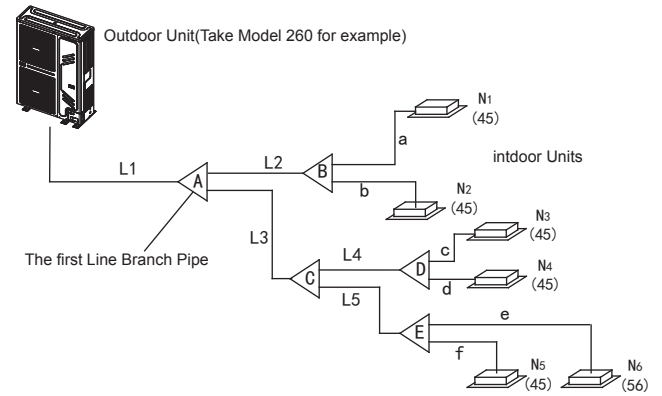 Outdoor Unit(Take Model 260 for example)
N1
(45)
a
intdoor Units
L1
L2
A
B
b
N2
(45)
L3
N3
(45)
The first Line Branch Pipe
L4
c
C
D
d
N4
(45)
L5
e
E
f
N5
(45)
N6
(56)